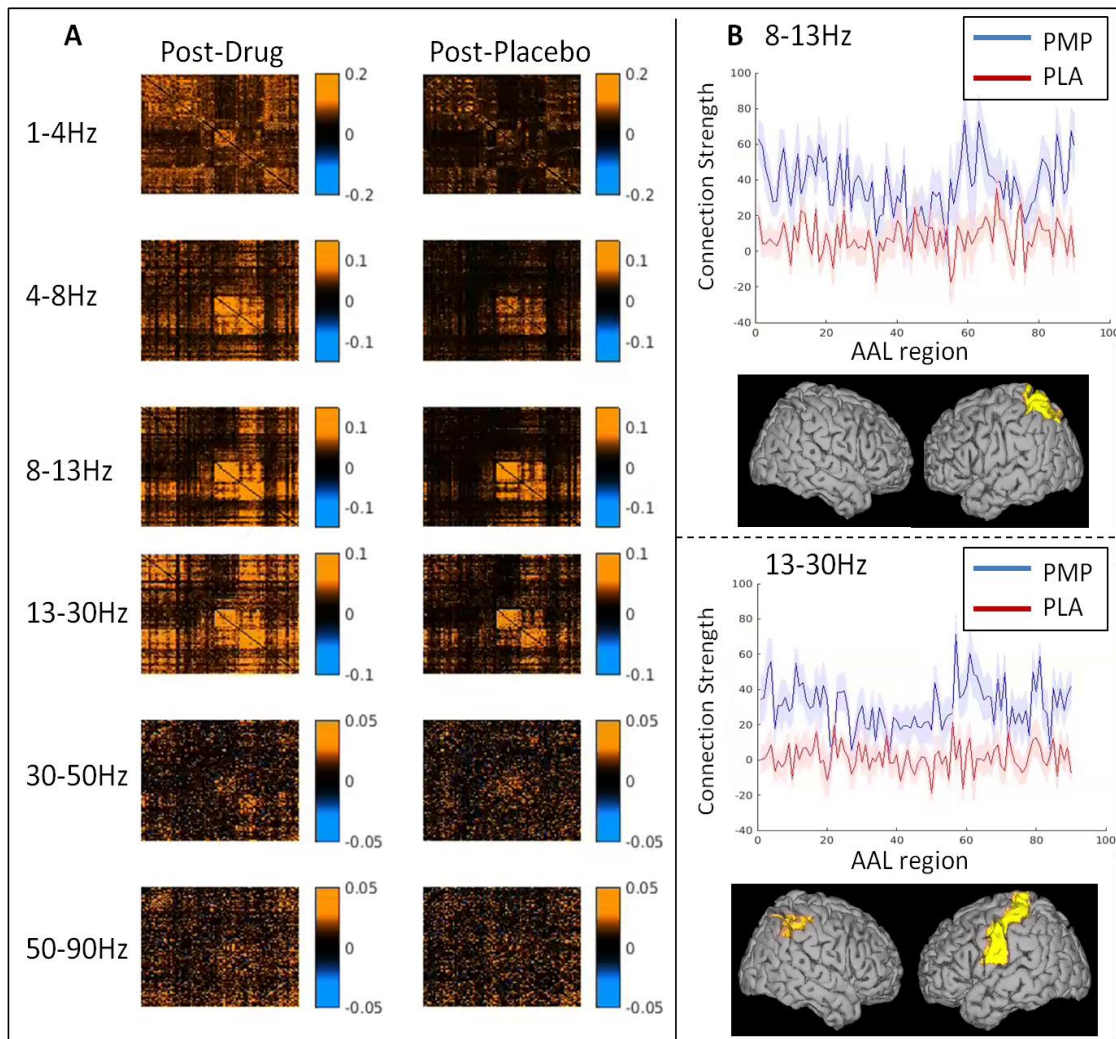 A
Post-Drug
Post-Placebo
1-4Hz
0.2
0
-0.2
0.2
0
-0.2
4-8Hz
0.1
0
-0.1
0.1
0
-0.1
8-13Hz
0.1
0
-0.1
0.1
0
-0.1
13-30Hz
0.1
0
-0.1
0.1
0
-0.1
30-50Hz
0.05
0
-0.05
0.05
0
-0.05
50-90Hz
0.05
0
-0.05
0.05
0
-0.05
B 8-13Hz
PMP
PLA
Connection Strength
100
80
60
40
20
0
-20
-40
0 20 40 60 80 100
AAL region
13-30Hz
PMP
PLA
Connection Strength
100
80
60
40
20
0
-20
-40
0 20 40 60 80 100
AAL region